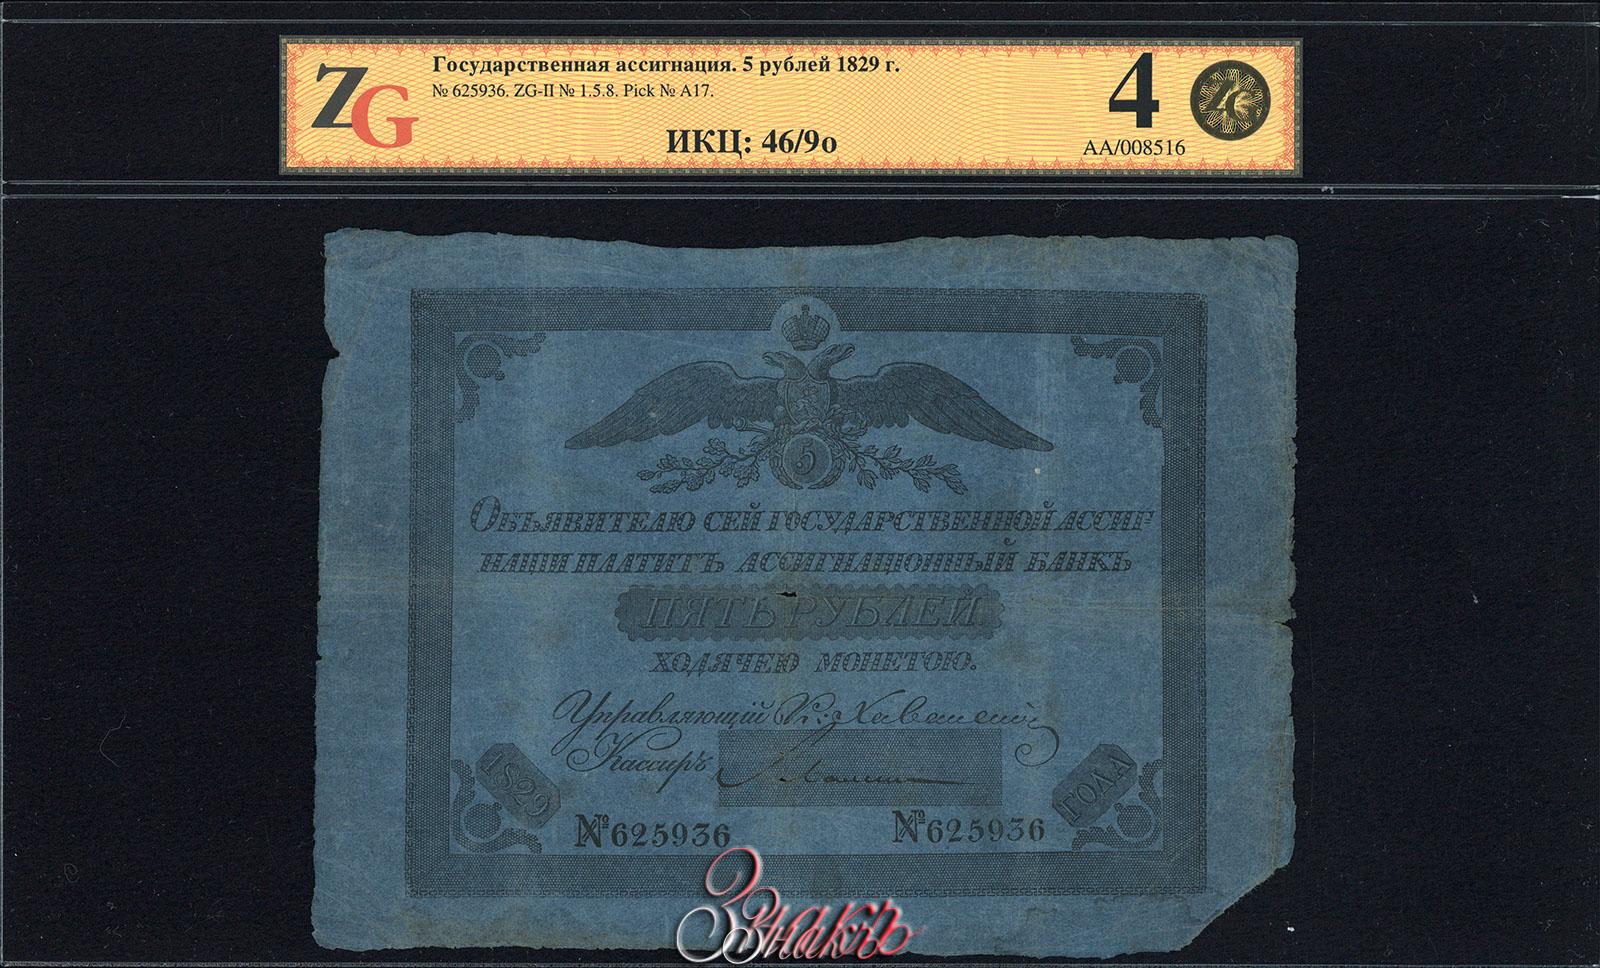 ZG
Государственная ассигнация. 5 рублей 1829 г.
№ 625936. ZG-II № 1.5.8. Pick № A17.
ИКЦ: 46/9о
4
AA/008516
ZG
5
Объявителю сей государственной ассиг-
нации платитъ ассигнационный банкъ
ПЯТЬ РУБЛЕЙ
ходячею монетою.
Управляющій
Кассиръ
1829
ГОДА
№625936
№625936
Знакъ